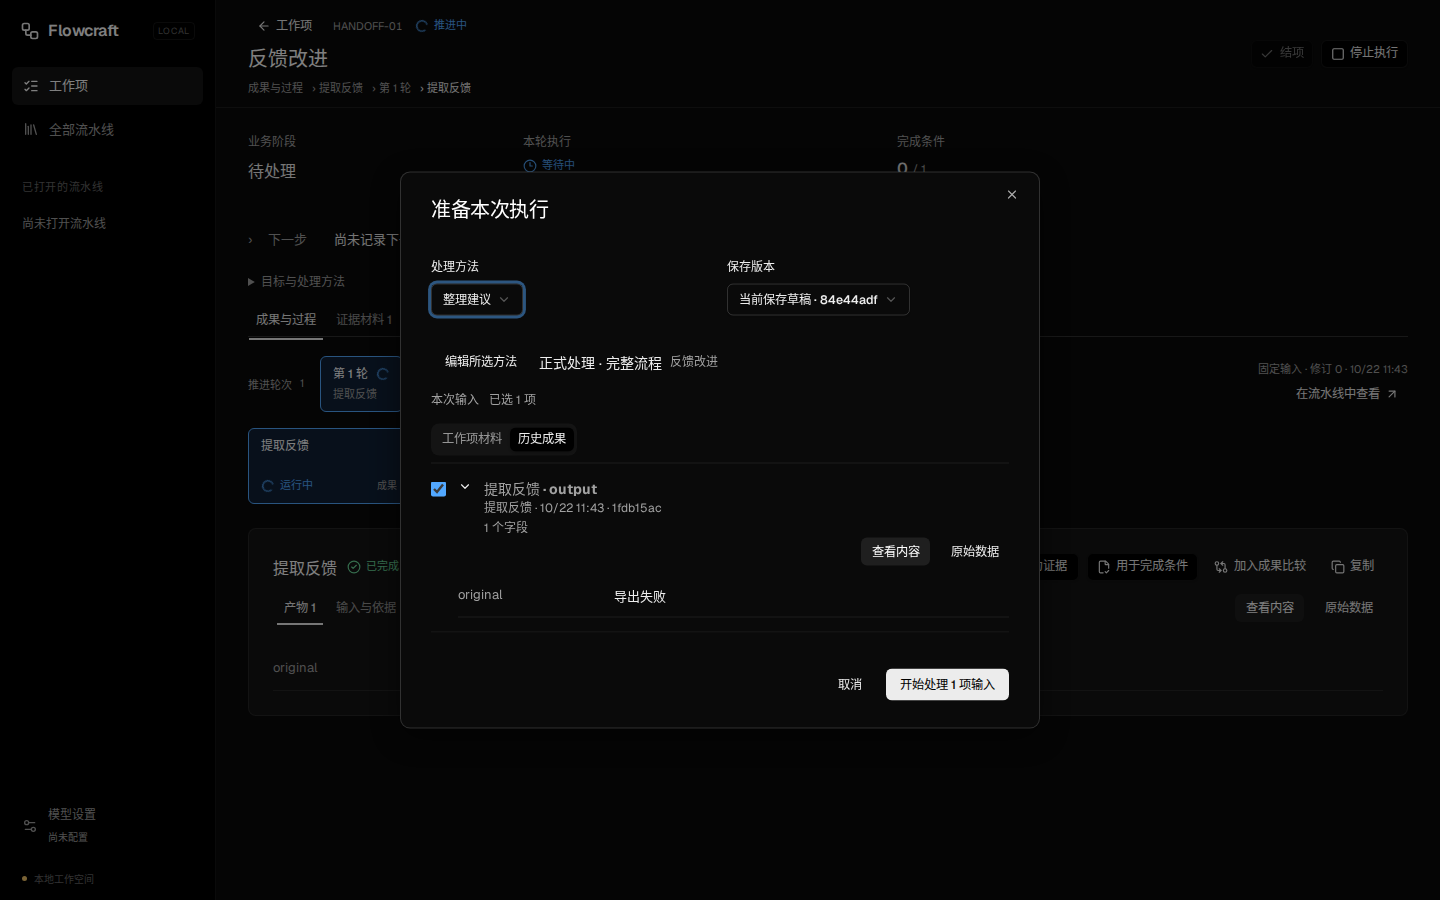 Flowcraft
LOCAL
工作项
全部流水线
已打开的流水线
尚未打开流水线
模型设置
尚未配置
本地工作空间
工作项
HANDOFF-01
推进中
反馈改进
成果与过程 › 提取反馈 › 第 1 轮 › 提取反馈
结项
停止执行
业务阶段
待处理
本轮执行
等待中
完成条件
0 / 1
› 下一步
尚未记录下
目标与处理方法
成果与过程
证据材料 1
推进轮次 1
第 1 轮
提取反馈
固定输入 · 修订 0 · 10/22 11:43
在流水线中查看
提取反馈
运行中
成果
提取反馈
已完成
证据
用于完成条件
加入成果比较
复制
产物 1
输入与依据
查看内容
原始数据
original
准备本次执行
处理方法
整理建议
保存版本
当前保存草稿 · 84e44adf
编辑所选方法
正式处理 · 完整流程
反馈改进
本次输入 已选 1 项
工作项材料
历史成果
提取反馈 · output
提取反馈 · 10/22 11:43 · 1fdb15ac
1 个字段
查看内容
原始数据
original
导出失败
取消
开始处理 1 项输入